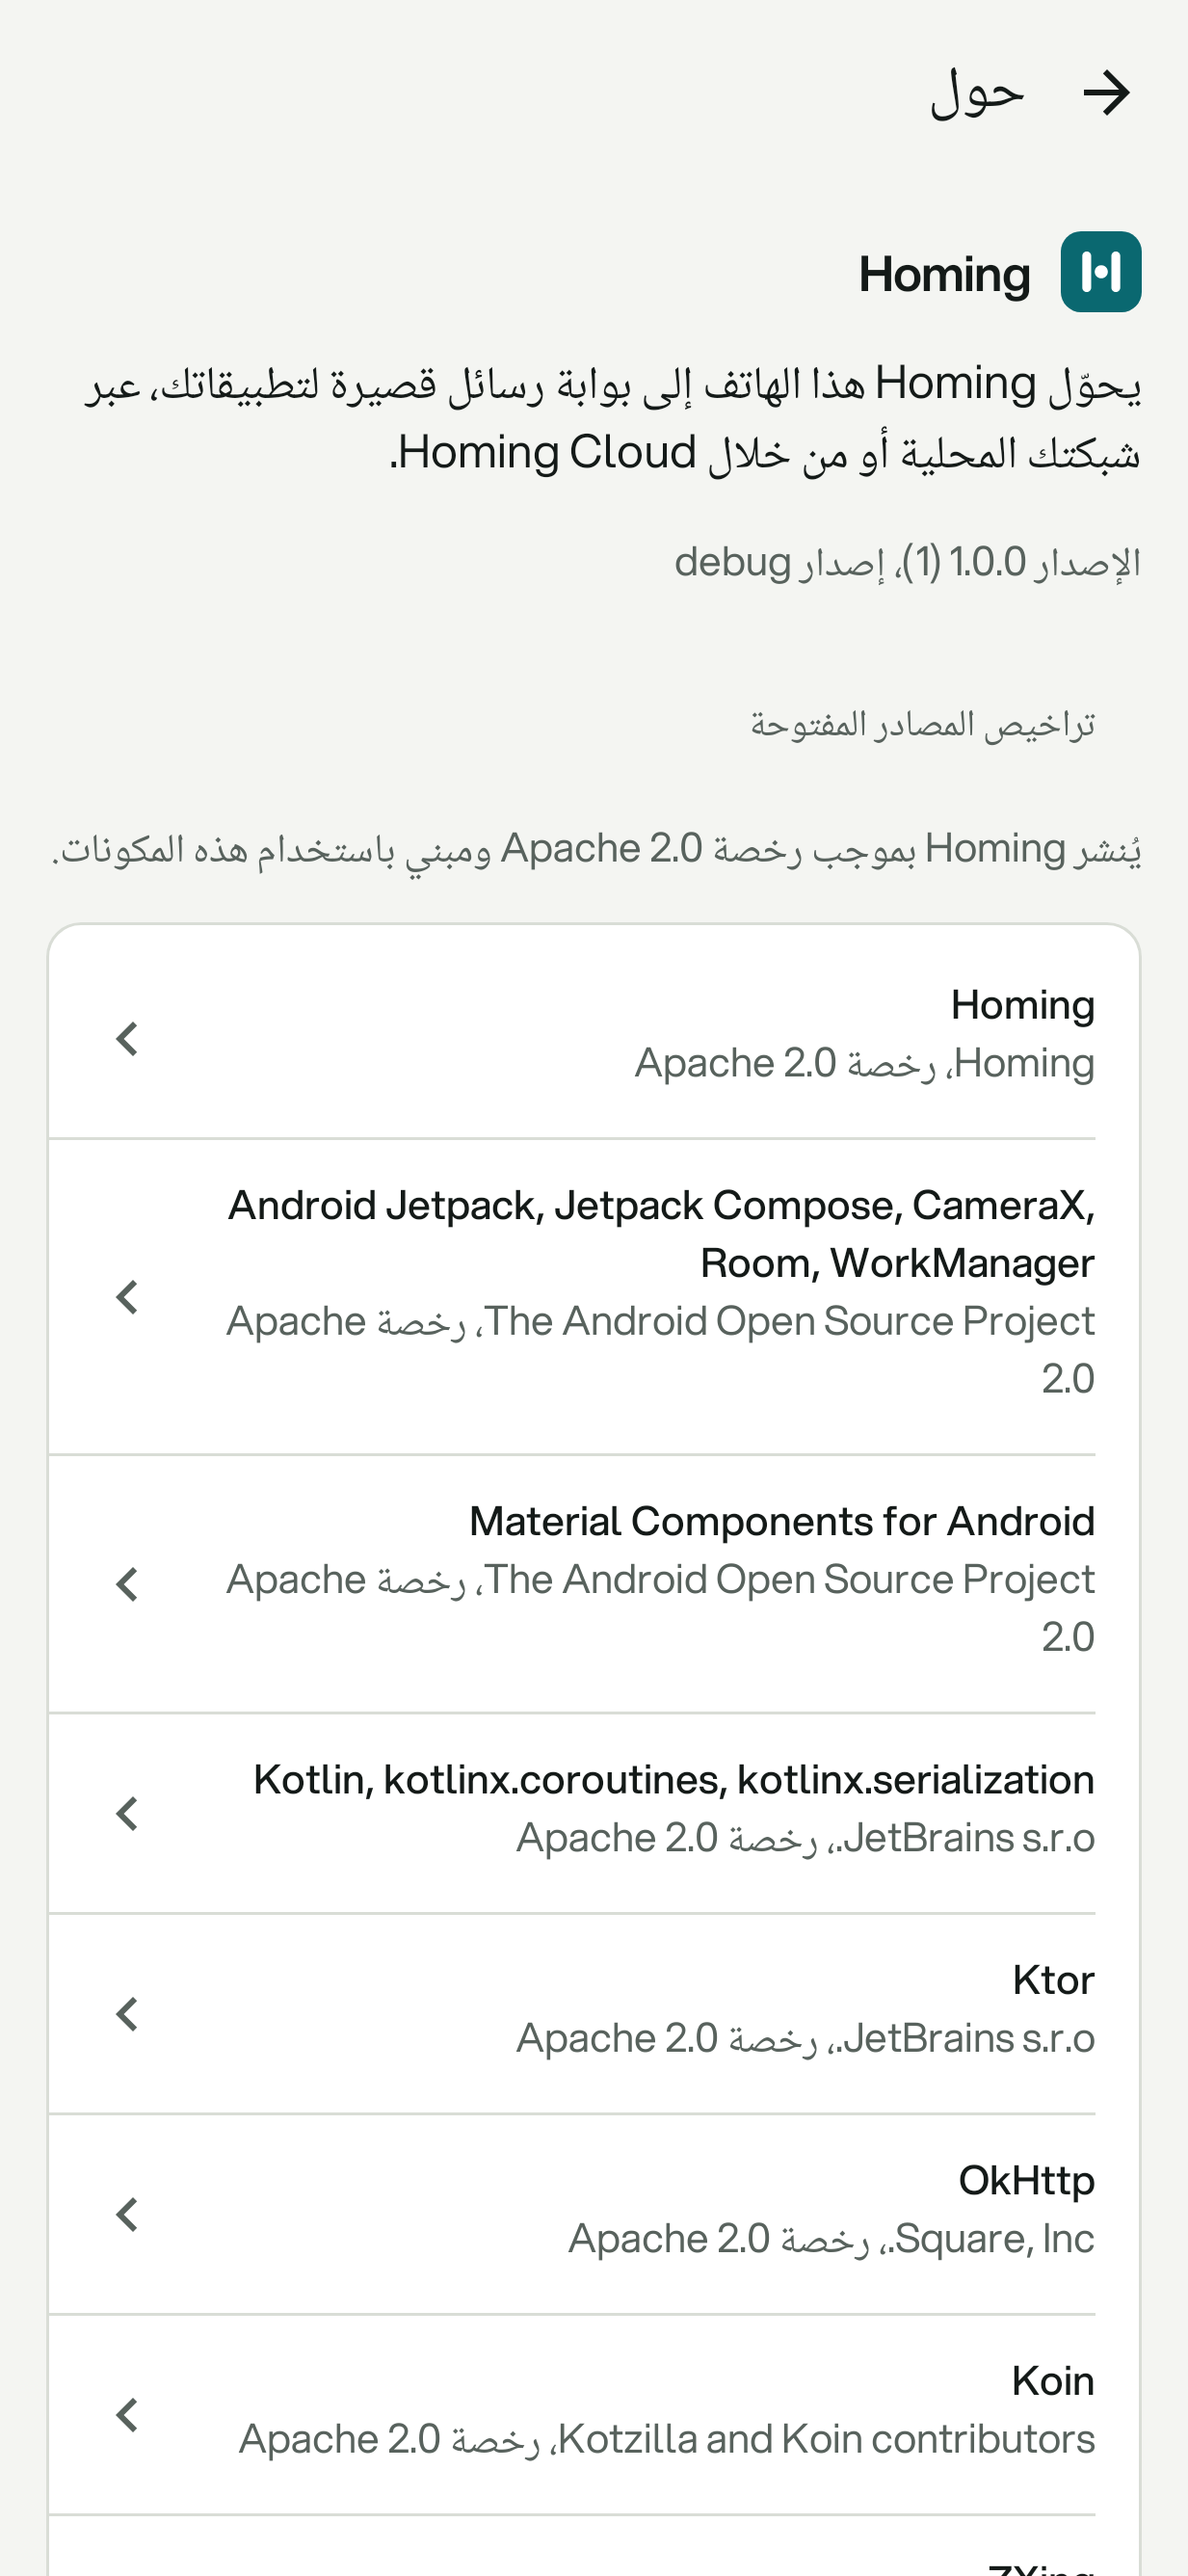 حول
Homing
يحوّل Homing هذا الهاتف إلى بوابة رسائل قصيرة لتطبيقاتك، عبر
شبكتك المحلية أو من خلال Homing Cloud.
الإصدار 1.0.0 (1)، إصدار debug
تراخيص المصادر المفتوحة
يُنشر Homing بموجب رخصة Apache 2.0 ومبني باستخدام هذه المكونات.
Homing
Homing، رخصة Apache 2.0
Android Jetpack, Jetpack Compose, CameraX,
Room, WorkManager
The Android Open Source Project، رخصة Apache
2.0
Material Components for Android
The Android Open Source Project، رخصة Apache
2.0
Kotlin, kotlinx.coroutines, kotlinx.serialization
JetBrains s.r.o.، رخصة Apache 2.0
Ktor
JetBrains s.r.o.، رخصة Apache 2.0
OkHttp
Square, Inc.، رخصة Apache 2.0
Koin
Kotzilla and Koin contributors، رخصة Apache 2.0
ZXing